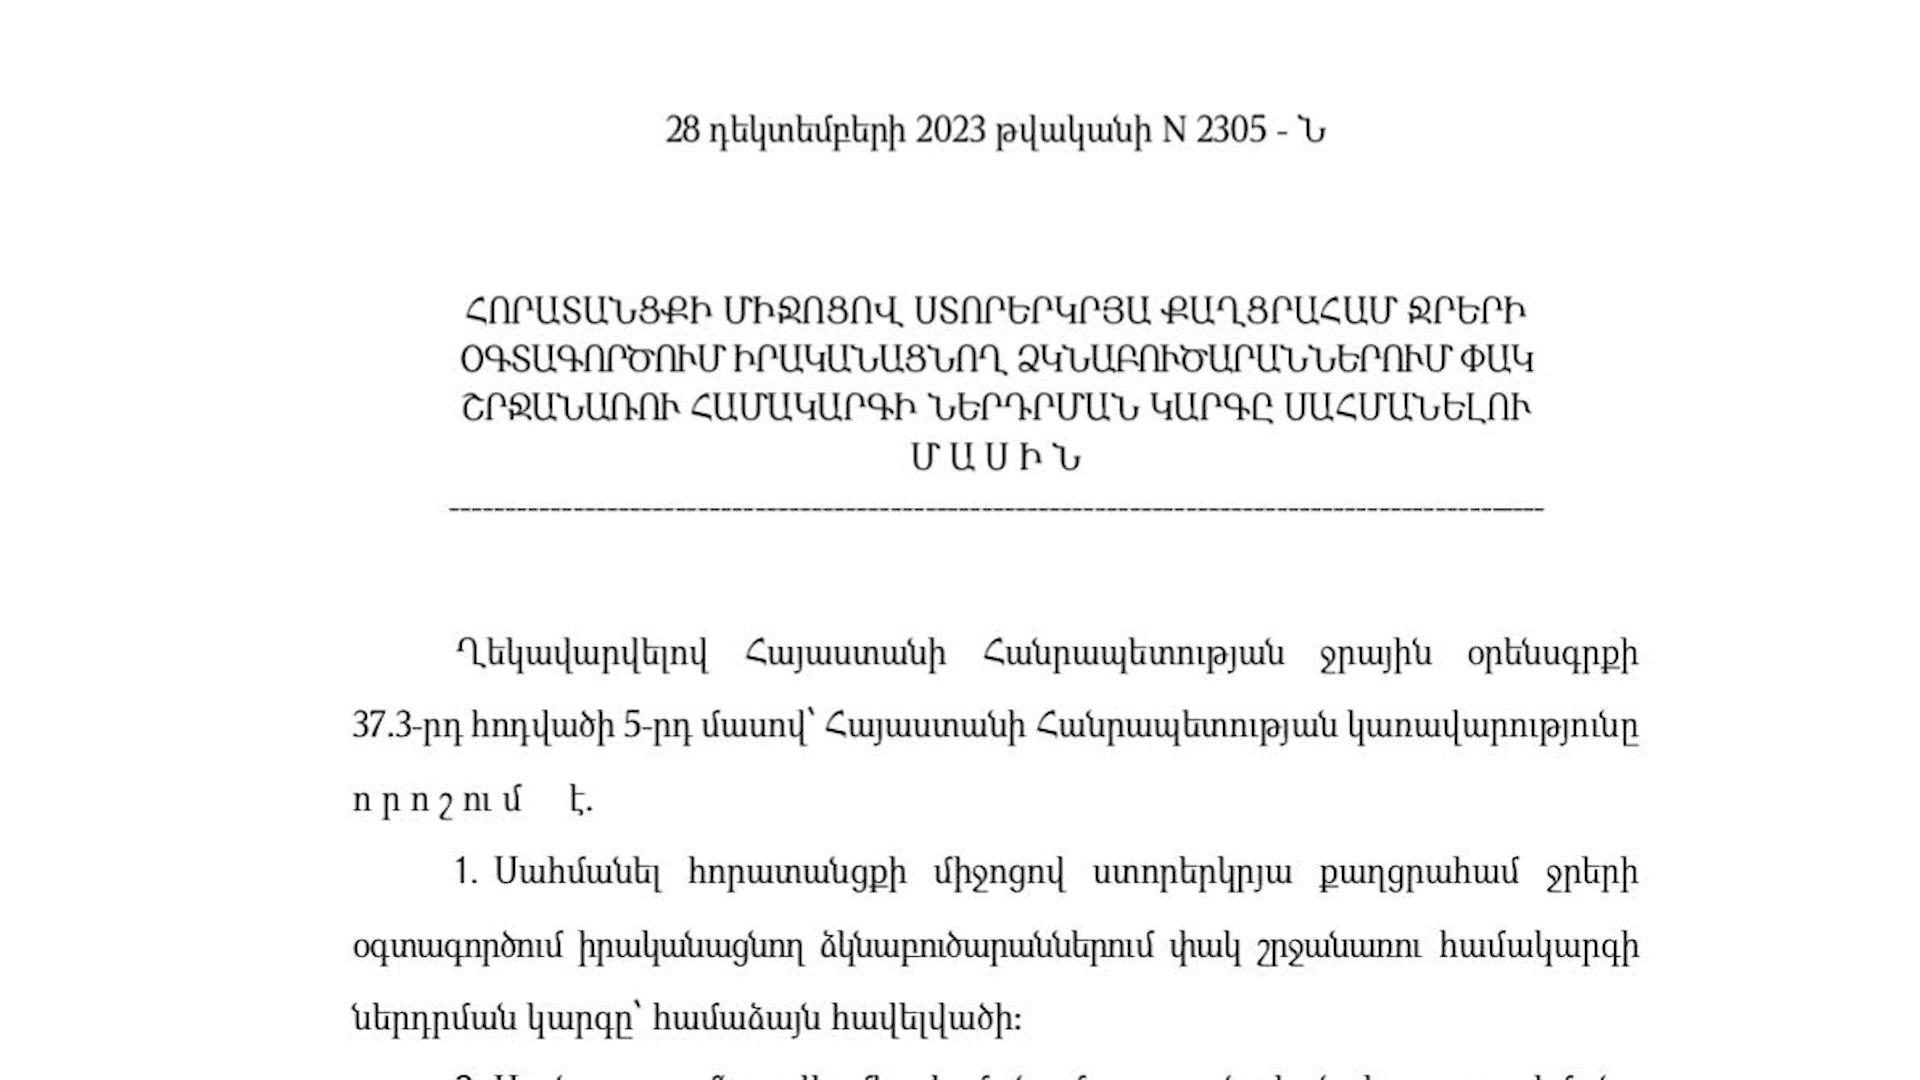 28 դեկտեմբերի 2023 թվականի N 2305 - Ն
ՀՈՐԱՏԱՆՑՔԻ ՄԻՋՈՑՈՎ ՍՏՈՐԵՐԿՐՅԱ ՔԱՂՑՐԱՀԱՄ ՋՐԵՐԻ
ՕԳՏԱԳՈՐԾՈՒՄ ԻՐԱԿԱՆԱՑՆՈՂ ՁԿՆԱԲՈՒԾԱՐԱՆՆԵՐՈՒՄ ՓԱԿ
ՇՐՋԱՆԱՌՈՒ ՀԱՄԱԿԱՐԳԻ ՆԵՐԴՐՄԱՆ ԿԱՐԳԸ ՍԱՀՄԱՆԵԼՈՒ
Մ Ա Ս Ի Ն
Ղեկավարվելով Հայաստանի Հանրապետության ջրային օրենսգրքի
37.3-րդ հոդվածի 5-րդ մասով՝ Հայաստանի Հանրապետության կառավարությունը
ո ր ո շ ու մ է.
1. Սահմանել հորատանցքի միջոցով ստորերկրյա քաղցրահամ ջրերի
օգտագործում իրականացնող ձկնաբուծարաններում փակ շրջանառու համակարգի
ներդրման կարգը՝ համաձայն հավելվածի։